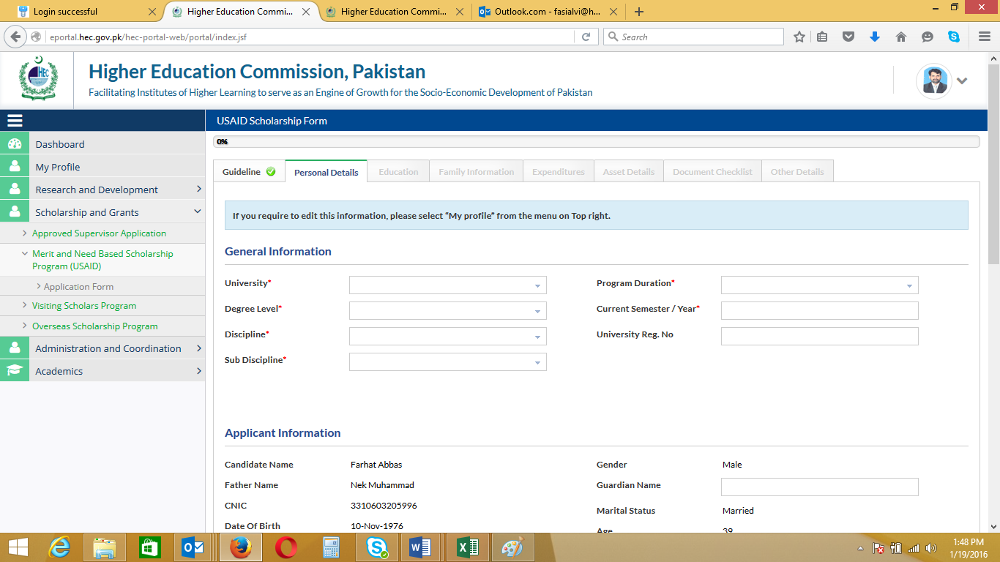 Login successful
Higher Education Commi...
Higher Education Commi...
Outlook.com - fasialvi@h...
eportal.hec.gov.pk/hec-portal-web/portal/index.jsf
Search
HEC
Higher Education Commission, Pakistan
Facilitating Institutes of Higher Learning to serve as an Engine of Growth for the Socio-Economic Development of Pakistan
USAID Scholarship Form
0%
Dashboard
My Profile
Research and Development
Scholarship and Grants
Approved Supervisor Application
Merit and Need Based Scholarship
Program (USAID)
Application Form
Visiting Scholars Program
Overseas Scholarship Program
Administration and Coordination
Academics
Guideline
Personal Details
Education
Family Information
Expenditures
Asset Details
Document Checklist
Other Details
If you require to edit this information, please select “My profile” from the menu on Top right.
General Information
University*
Program Duration*
Degree Level*
Current Semester / Year*
Discipline*
University Reg. No
Sub Discipline*
Applicant Information
Candidate Name Farhat Abbas
Gender Male
Father Name Nek Muhammad
Guardian Name
CNIC 3310603205996
Marital Status Married
Date Of Birth 10-Nov-1976
Age 39
1:48 PM
1/19/2016